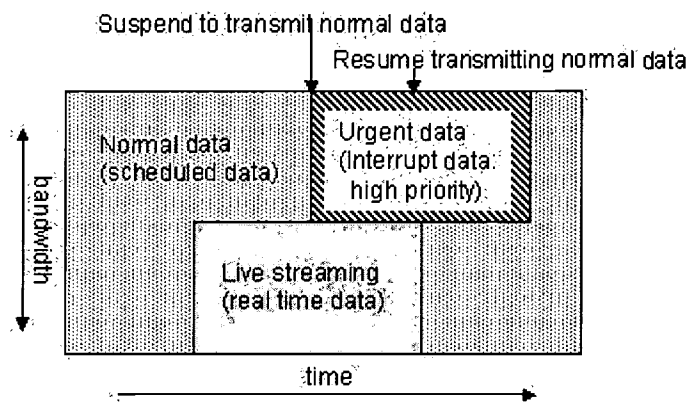 Suspend to transmit normal data
Resume transmitting normal data
Normal data
(scheduled data)
Urgent data
(Interrupt data:
high priority)
bandwidth
Live streaming
(real time data)
time